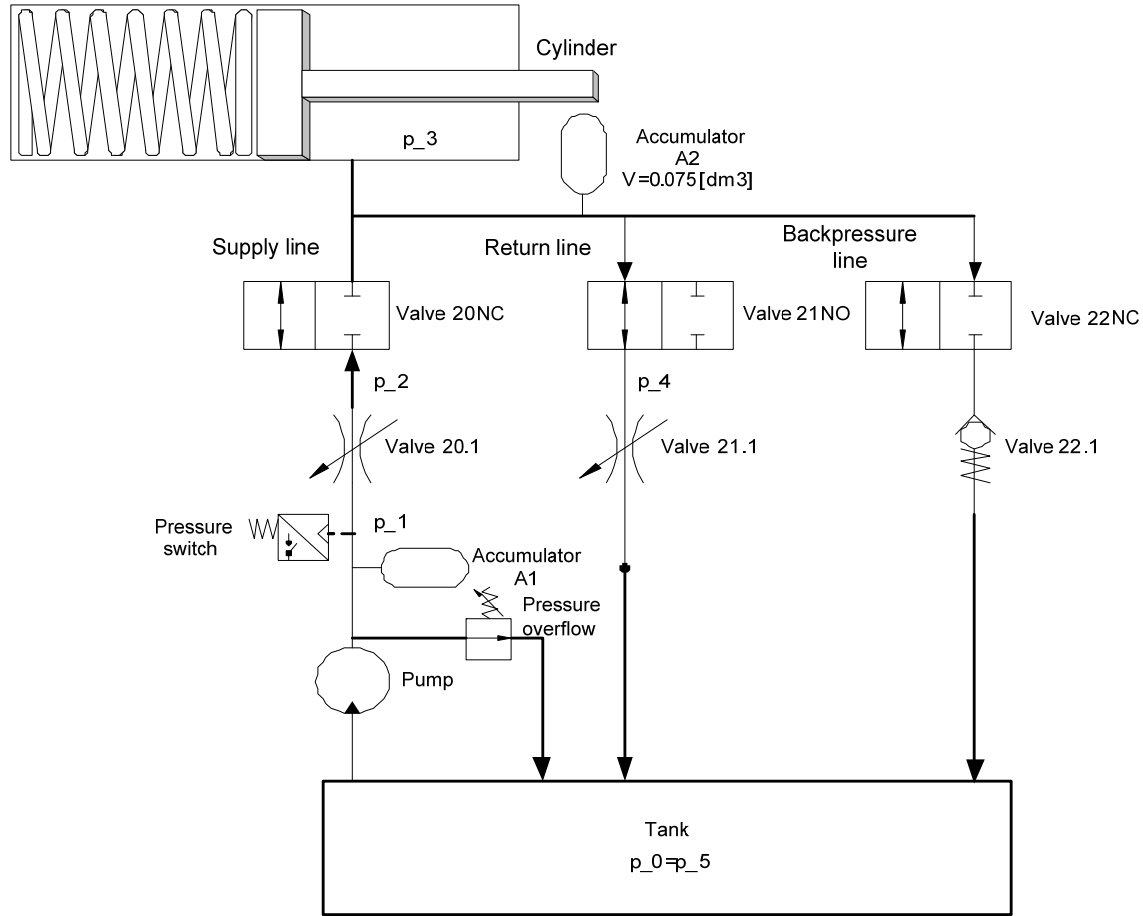 Cylinder
p_3
Accumulator
A2
V=0.075[dm3]
Supply line
Return line
Backpressure
line
Valve 20NC
Valve 21NO
Valve 22NC
p_2
p_4
Valve 20.1
Valve 21.1
Valve 22.1
Pressure
switch
p_1
Accumulator
A1
Pressure
overflow
Pump
Tank
p_0=p_5